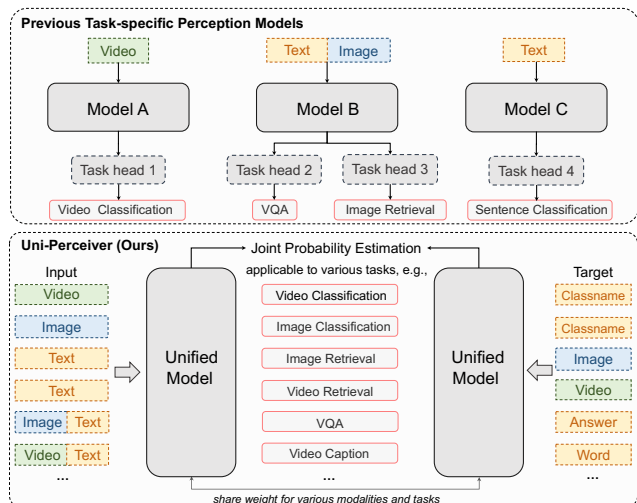 Previous Task-specific Perception Models
Video
Text Image
Text
Model A
Model B
Model C
Task head 1
Task head 2
Task head 3
Task head 4
Video Classification
VQA
Image Retrieval
Sentence Classification
Uni-Perceiver (Ours)
Joint Probability Estimation
applicable to various tasks, e.g.,
Input
Video
Image
Text
Text
Image Text
Video Text
...
Unified
Model
Video Classification
Image Classification
Image Retrieval
Video Retrieval
VQA
Video Caption
...
Unified
Model
Target
Classname
Classname
Image
Video
Answer
Word
...
share weight for various modalities and tasks